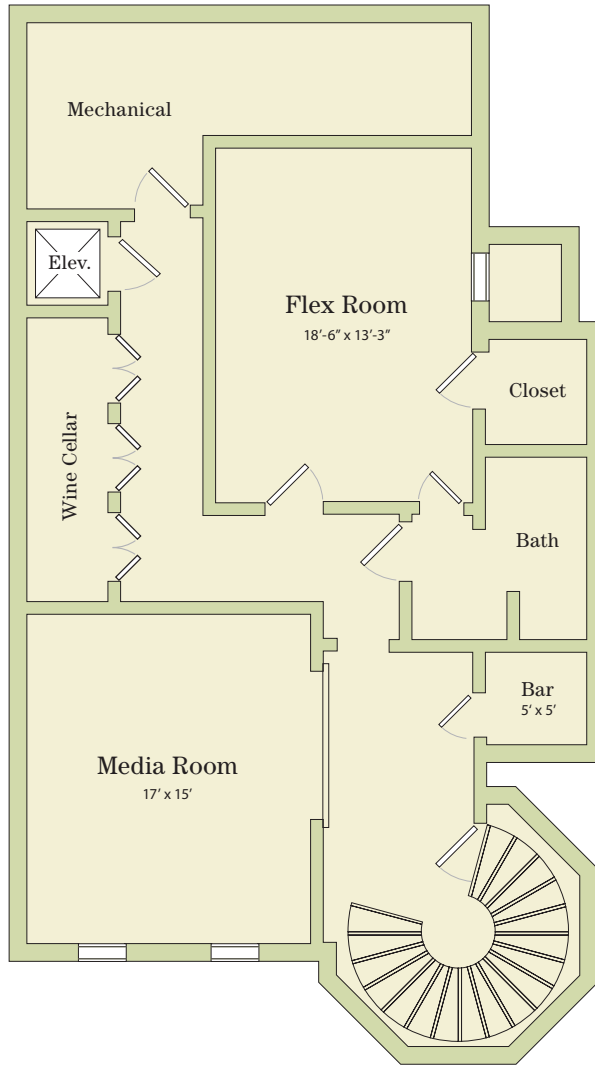 Mechanical
Elev.
Flex Room
18’-6” x 13’-3”
Closet
Wine Cellar
Bath
Bar
5’ x 5’
Media Room
17’ x 15’